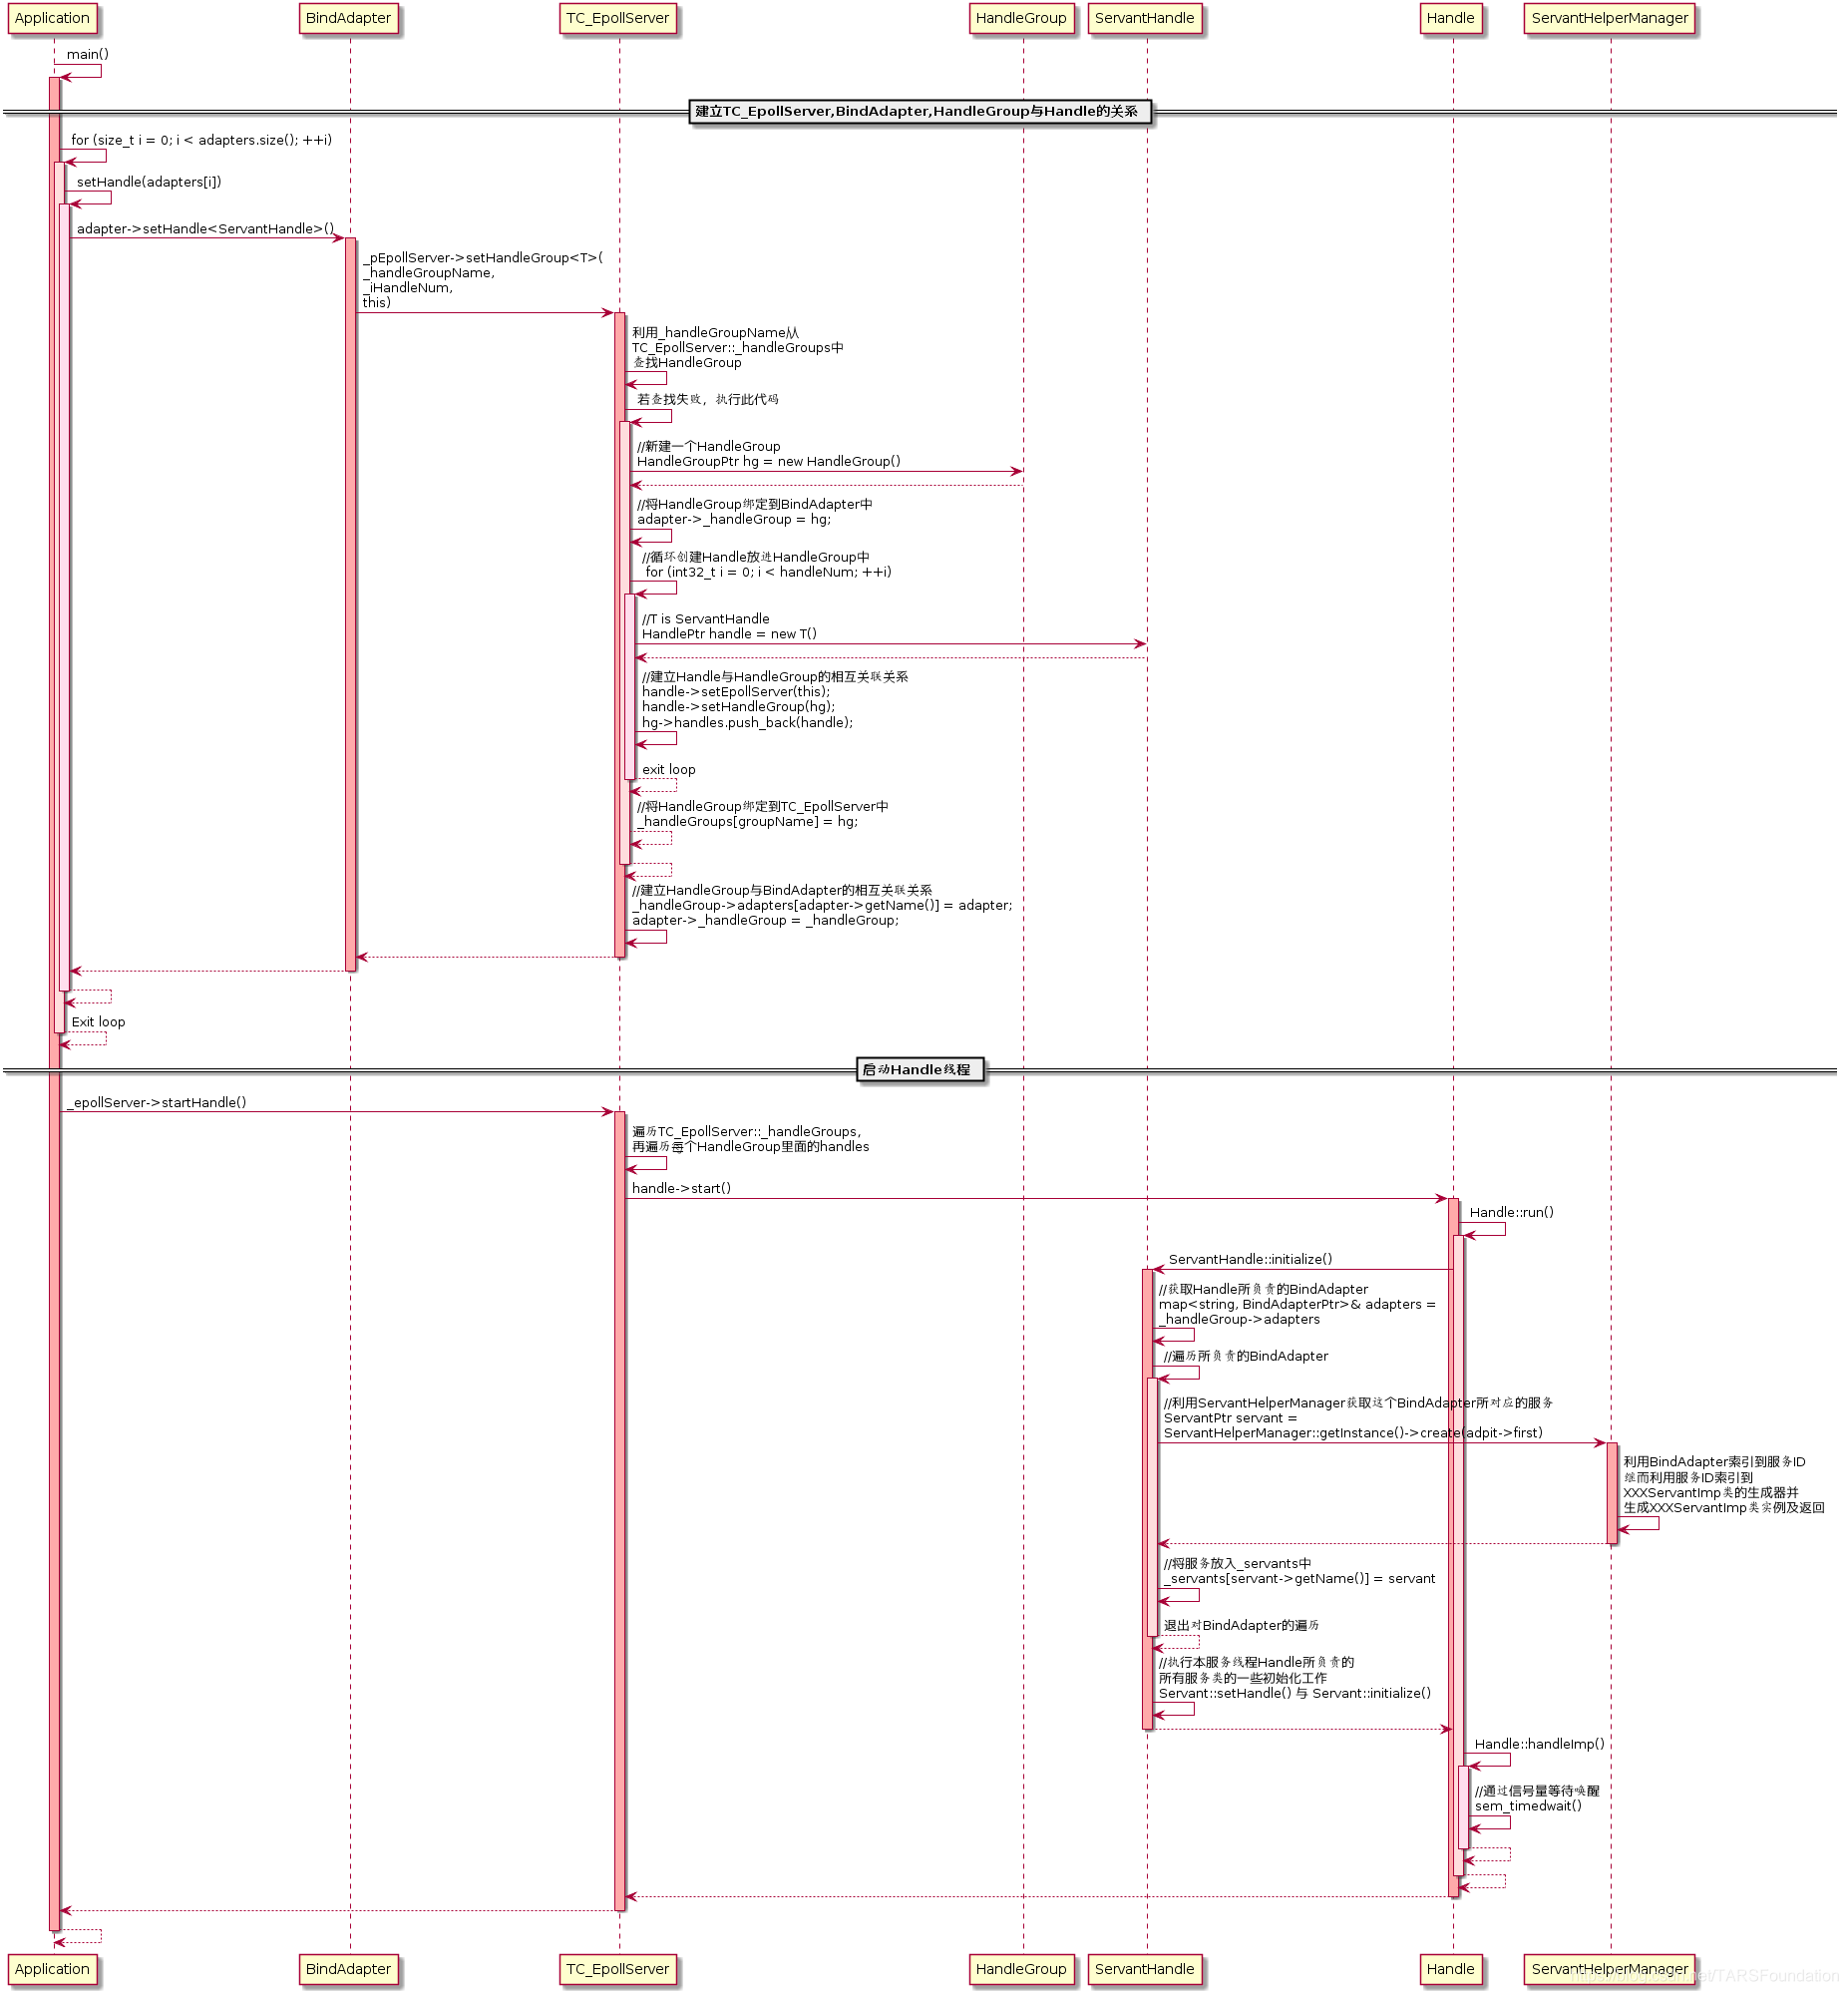 Application
BindAdapter
TC_EpollServer
HandleGroup
ServantHandle
Handle
ServantHelperManager
main()
建立TC_EpollServer,BindAdapter,HandleGroup与Handle的关系
for (size_t i = 0; i < adapters.size(); ++i)
setHandle(adapters[i])
adapter->setHandle<ServantHandle>()
_pEpollServer->setHandleGroup<T>(
_handleGroupName,
_iHandleNum,
this)
利用_handleGroupName从
TC_EpollServer::_handleGroups中
查找HandleGroup
若查找失败，执行此代码
//新建一个HandleGroup
HandleGroupPtr hg = new HandleGroup()
//将HandleGroup绑定到BindAdapter中
adapter->_handleGroup = hg;
//循环创建Handle放进HandleGroup中
for (int32_t i = 0; i < handleNum; ++i)
//T is ServantHandle
HandlePtr handle = new T()
//建立Handle与HandleGroup的相互关联关系
handle->setEpollServer(this);
handle->setHandleGroup(hg);
hg->handles.push_back(handle);
exit loop
//将HandleGroup绑定到TC_EpollServer中
_handleGroups[groupName] = hg;
//建立HandleGroup与BindAdapter的相互关联关系
_handleGroup->adapters[adapter->getName()] = adapter;
adapter->_handleGroup = _handleGroup;
Exit loop
启动Handle线程
_epollServer->startHandle()
遍历TC_EpollServer::_handleGroups,
再遍历每个HandleGroup里面的handles
handle->start()
Handle::run()
ServantHandle::initialize()
//获取Handle所负责的BindAdapter
map<string, BindAdapterPtr>& adapters =
_handleGroup->adapters
//遍历所负责的BindAdapter
//利用ServantHelperManager获取这个BindAdapter所对应的服务
ServantPtr servant =
ServantHelperManager::getInstance()->create(adpit->first)
利用BindAdapter索引到服务ID
继而利用服务ID索引到
XXXServantImp类的生成器并
生成XXXServantImp类实例及返回
//将服务放入_servants中
_servants[servant->getName()] = servant
退出对BindAdapter的遍历
//执行本服务线程Handle所负责的
所有服务类的一些初始化工作
Servant::setHandle() 与 Servant::initialize()
Handle::handleImp()
//通过信号量等待唤醒
sem_timedwait()
Application
BindAdapter
TC_EpollServer
HandleGroup
ServantHandle
Handle
ServantHelperManager
https://blog.csdn.net/TARSFoundation